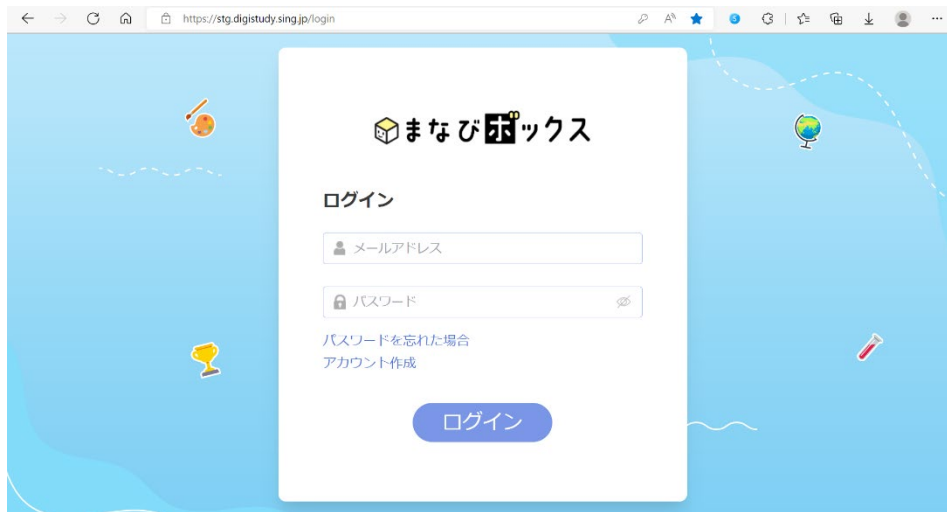 https://stg.digistudy.sing.jp/login
まなびボックス
ログイン
メールアドレス
パスワード
パスワードを忘れた場合
アカウント作成
ログイン